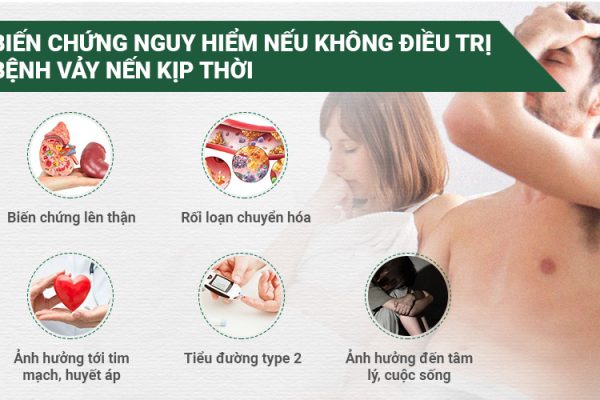 BIẾN CHỨNG NGUY HIỂM NẾU KHÔNG ĐIỀU TRỊ
BỆNH VẢY NẾN KỊP THỜI
Biến chứng lên thận
Rối loạn chuyển hóa
Ảnh hưởng tới tim
mạch, huyết áp
Tiểu đường type 2
Ảnh hưởng đến tâm
lý, cuộc sống